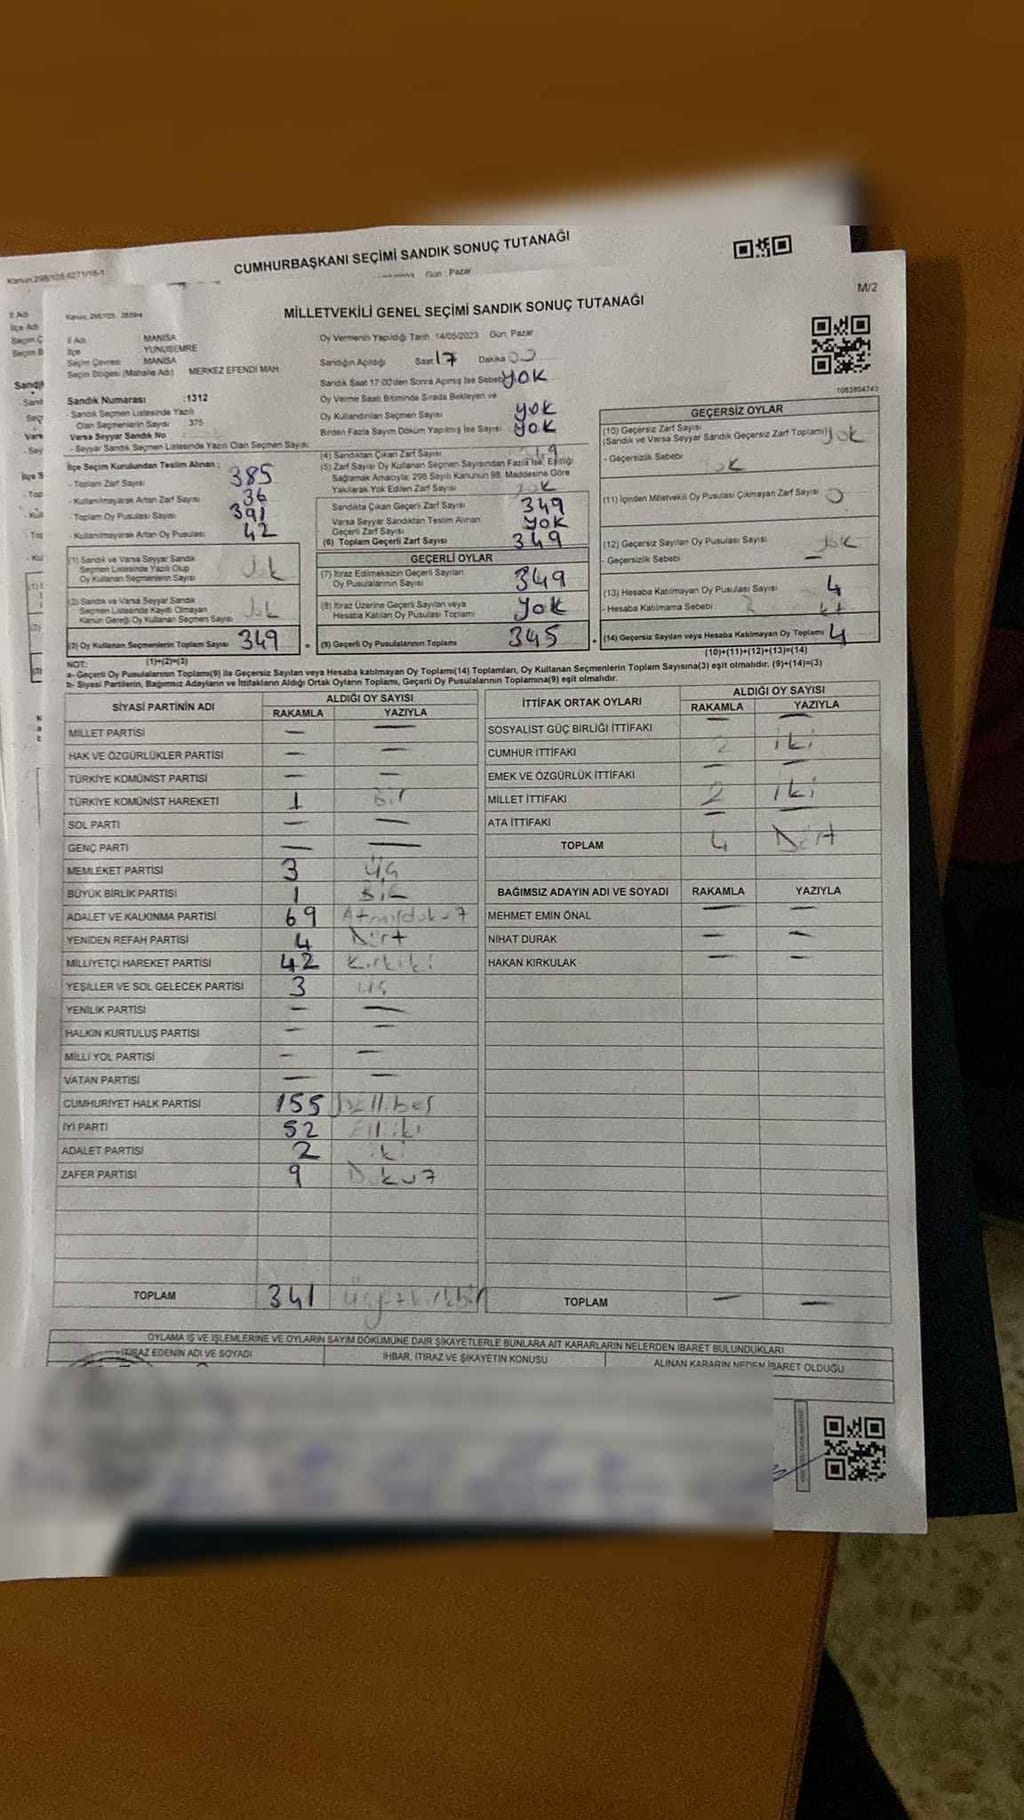 CUMHURBAŞKANI SEÇİMİ SANDIK SONUÇ TUTANAĞI
Gün: Pazar
M/2
MİLLETVEKİLİ GENEL SEÇİMİ SANDIK SONUÇ TUTANAĞI
İl Adı MANİSA
İlçe YUNUSEMRE
Seçim Çevresi MANİSA
Seçim Bölgesi (Mahalle Adı) MERKEZ EFENDİ MAH.
Sandık Numarası :1312
- Sandık Seçmen Listesinde Yazılı
Olan Seçmenlerin Sayısı 375
Varsa Seyyar Sandık No
- Seyyar Sandık Seçmen Listesinde Yazılı Olan Seçmen Sayısı:
İlçe Seçim Kurulundan Teslim Alınan ;
- Toplam Zarf Sayısı 385
- Kullanılmayarak Artan Zarf Sayısı 36
- Toplam Oy Pusulası Sayısı 391
- Kullanılmayarak Artan Oy Pusulası 42
(1) Sandık ve Varsa Seyyar Sandık
Seçmen Listesinde Yazılı Olup
Oy Kullanan Seçmenlerin Sayısı
(2) Sandık ve Varsa Seyyar Sandık
Seçmen Listesinde Kayıtlı Olmayan
Kanun Gereği Oy Kullanan Seçmen Sayısı
(3) Oy Kullanan Seçmenlerin Toplam Sayısı 349
(1)+(2)=(3)
Oy Vermenin Yapıldığı Tarih 14/05/2023 Gün: Pazar
Sandığın Açıldığı Saat 17 Dakika 00
Sandık Saat 17:00'den Sonra Açımış İse Sebebi YOK
Oy Verme Saati Bitiminde Sırada Bekleyen ve
Oy Kullandırılan Seçmen Sayısı yok
Birden Fazla Sayım Döküm Yapılmış İse Sayısı YOK
(4) Sandıktan Çıkan Zarf Sayısı
(5) Zarf Sayısı Oy Kullanan Seçmen Sayısından Fazla İse, Eşitliği
Sağlamak Amacıyla; 298 Sayılı Kanunun 98. Maddesine Göre
Yakılarak Yok Edilen Zarf Sayısı
Sandıkta Çıkan Geçerli Zarf Sayısı 349
Varsa Seyyar Sandıktan Teslim Alınan
Geçerli Zarf Sayısı YOK
(6) Toplam Geçerli Zarf Sayısı 349
GEÇERLİ OYLAR
(7) İtiraz Edilmeksizin Geçerli Sayılan
Oy Pusulalarının Sayısı 349
(8) İtiraz Üzerine Geçerli Sayılan veya
Hesaba Katılan Oy Pusulası Toplamı Yok
(9) Geçerli Oy Pusulalarının Toplamı 345
1083804743
GEÇERSİZ OYLAR
(10) Geçersiz Zarf Sayısı
(Sandık ve Varsa Seyyar Sandık Geçersiz Zarf Toplamı) yok
- Geçersizlik Sebebi
(11) İçinden Milletvekili Oy Pusulası Çıkmayan Zarf Sayısı 0
(12) Geçersiz Sayılan Oy Pusulası Sayısı yok
- Geçersizlik Sebebi —
(13) Hesaba Katılmayan Oy Pusulası Sayısı 4
- Hesaba Katılmama Sebebi
(14) Geçersiz Sayılan veya Hesaba Katılmayan Oy Toplamı 4
(10)+(11)+(12)+(13)=(14)
NOT:
a- Geçerli Oy Pusulalarının Toplamı(9) ile Geçersiz Sayılan veya Hesaba katılmayan Oy Toplamı(14) Toplamları, Oy Kullanan Seçmenlerin Toplam Sayısına(3) eşit olmalıdır. (9)+(14)=(3)
b- Siyasi Partilerin, Bağımsız Adayların ve İttifakların Aldığı Ortak Oyların Toplamı, Geçerli Oy Pusulalarının Toplamına(9) eşit olmalıdır.
SİYASİ PARTİNİN ADI ALDIĞI OY SAYISI
RAKAMLA YAZIYLA
MİLLET PARTİSİ — —
HAK VE ÖZGÜRLÜKLER PARTİSİ — —
TÜRKİYE KOMÜNİST PARTİSİ — —
TÜRKİYE KOMÜNİST HAREKETİ 1 Bir
SOL PARTİ — —
GENÇ PARTİ — —
MEMLEKET PARTİSİ 3 üç
BÜYÜK BİRLİK PARTİSİ 1 Bir
ADALET VE KALKINMA PARTİSİ 69 Atmışdokuz
YENİDEN REFAH PARTİSİ 4 Dört
MİLLİYETÇİ HAREKET PARTİSİ 42 Kırkiki
YEŞİLLER VE SOL GELECEK PARTİSİ 3 üç
YENİLİK PARTİSİ — —
HALKIN KURTULUŞ PARTİSİ — —
MİLLİ YOL PARTİSİ — —
VATAN PARTİSİ — —
CUMHURİYET HALK PARTİSİ 155
İYİ PARTİ 52 Elliiki
ADALET PARTİSİ 2 iki
ZAFER PARTİSİ 9 Dokuz
TOPLAM 341 üçyüzkırkbir
İTTİFAK ORTAK OYLARI ALDIĞI OY SAYISI
RAKAMLA YAZIYLA
SOSYALİST GÜÇ BİRLİĞİ İTTİFAKI — —
CUMHUR İTTİFAKI 2 iki
EMEK VE ÖZGÜRLÜK İTTİFAKI — —
MİLLET İTTİFAKI 2 iki
ATA İTTİFAKI — —
TOPLAM 4 Dört
BAĞIMSIZ ADAYIN ADI VE SOYADI RAKAMLA YAZIYLA
MEHMET EMİN ÖNAL — —
NİHAT DURAK — —
HAKAN KIRKULAK — —
TOPLAM — —
OYLAMA İŞ VE İŞLEMLERİNE VE OYLARIN SAYIM DÖKÜMÜNE DAİR ŞİKAYETLERLE BUNLARA AİT KARARLARIN NELERDEN İBARET BULUNDUKLARI
İTİRAZ EDENİN ADI VE SOYADI İHBAR, İTİRAZ VE ŞİKAYETİN KONUSU ALINAN KARARIN NEDEN İBARET OLDUĞU